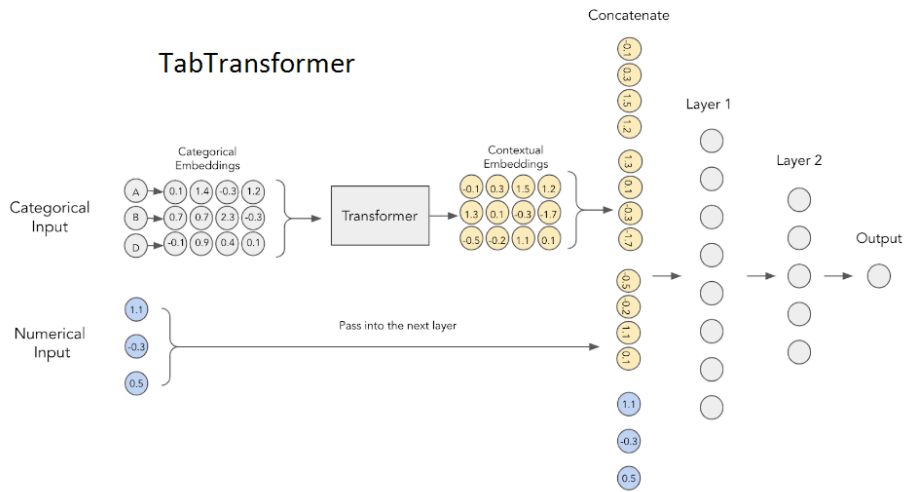 TabTransformer
Concatenate
Layer 1
Layer 2
Output
Categorical
Embeddings
Contextual
Embeddings
Categorical
Input
A
0.1 1.4 -0.3 1.2
B
0.7 0.7 2.3 -0.3
D
-0.1 0.9 0.4 0.1
Transformer
-0.1 0.3 1.5 1.2
1.3 0.1 -0.3 -1.7
-0.5 -0.2 1.1 0.1
Numerical
Input
1.1
-0.3
0.5
Pass into the next layer
-0.1
0.3
1.5
1.2
1.3
0.1
-0.3
-1.7
-0.5
-0.2
1.1
0.1
1.1
-0.3
0.5